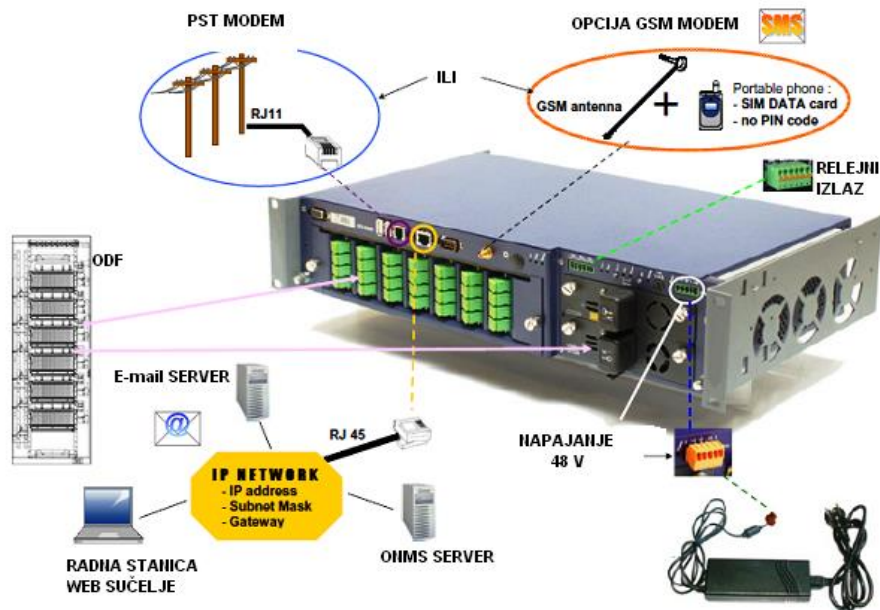 PST MODEM
OPCIJA GSM MODEM
SMS
ILI
RJ11
GSM antenna
+
Portable phone :
- SIM DATA card
- no PIN code
RELEJNI
IZLAZ
ODF
E-mail SERVER
@
RJ 45
NAPAJANJE
48 V
IP NETWORK
- IP address
- Subnet Mask
- Gateway
RADNA STANICA
WEB SUČELJE
ONMS SERVER